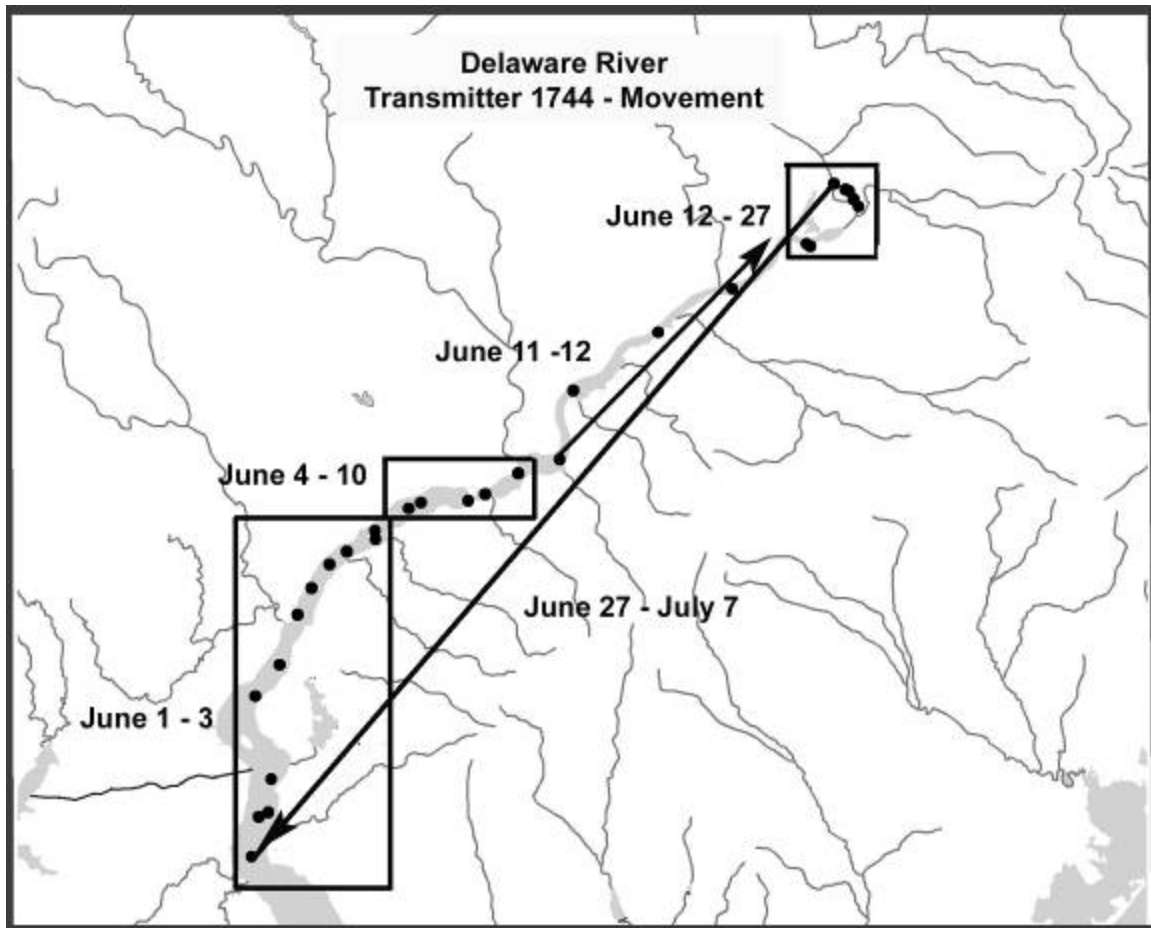 Delaware River
Transmitter 1744 - Movement
June 12 - 27
June 11 -12
June 4 - 10
June 27 - July 7
June 1 - 3